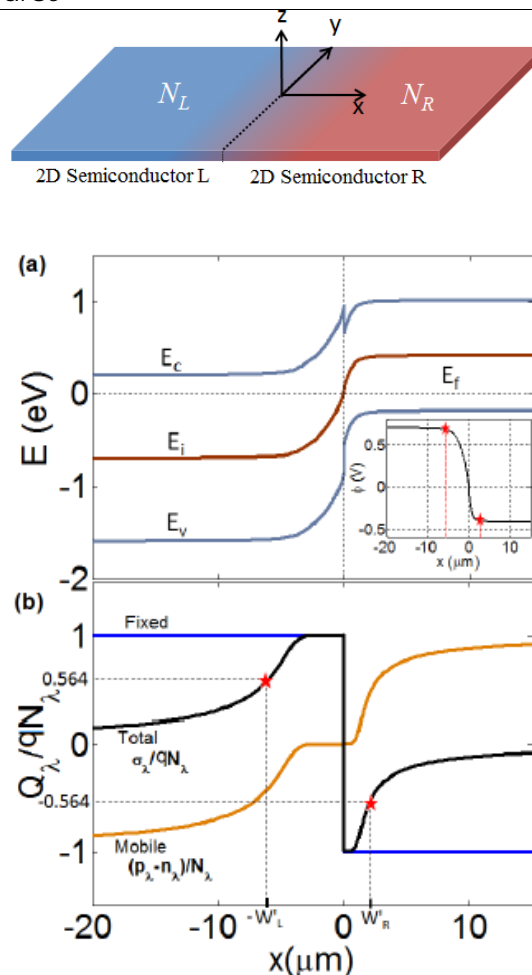 z
y
x
N_L
N_R
2D Semiconductor L
2D Semiconductor R
(a)
E (eV)
1
0
-1
-2
E_c
E_i
E_v
E_f
ϕ (V)
0.5
0
-0.5
-20
-10
0
10
x (μm)
(b)
Q_λ/qN_λ
1
0.564
0
-0.564
-1
Fixed
Total
σ_λ/qN_λ
Mobile
(p_λ-n_λ)/N_λ
-20
-10
-W'_L
0
W'_R
10
x(μm)